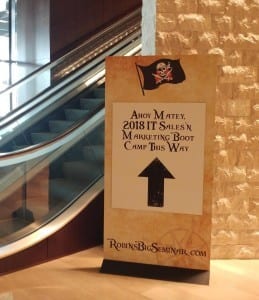 Ahoy Matey,
2018 IT Sales'n
Marketing Boot
Camp This Way
RobinsBigSeminar.com